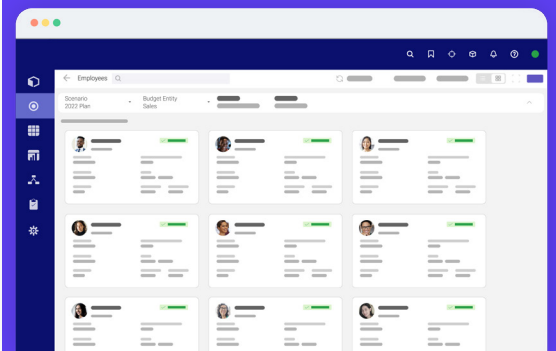 Employees
Scenario
2022 Plan
Budget Entity
Sales